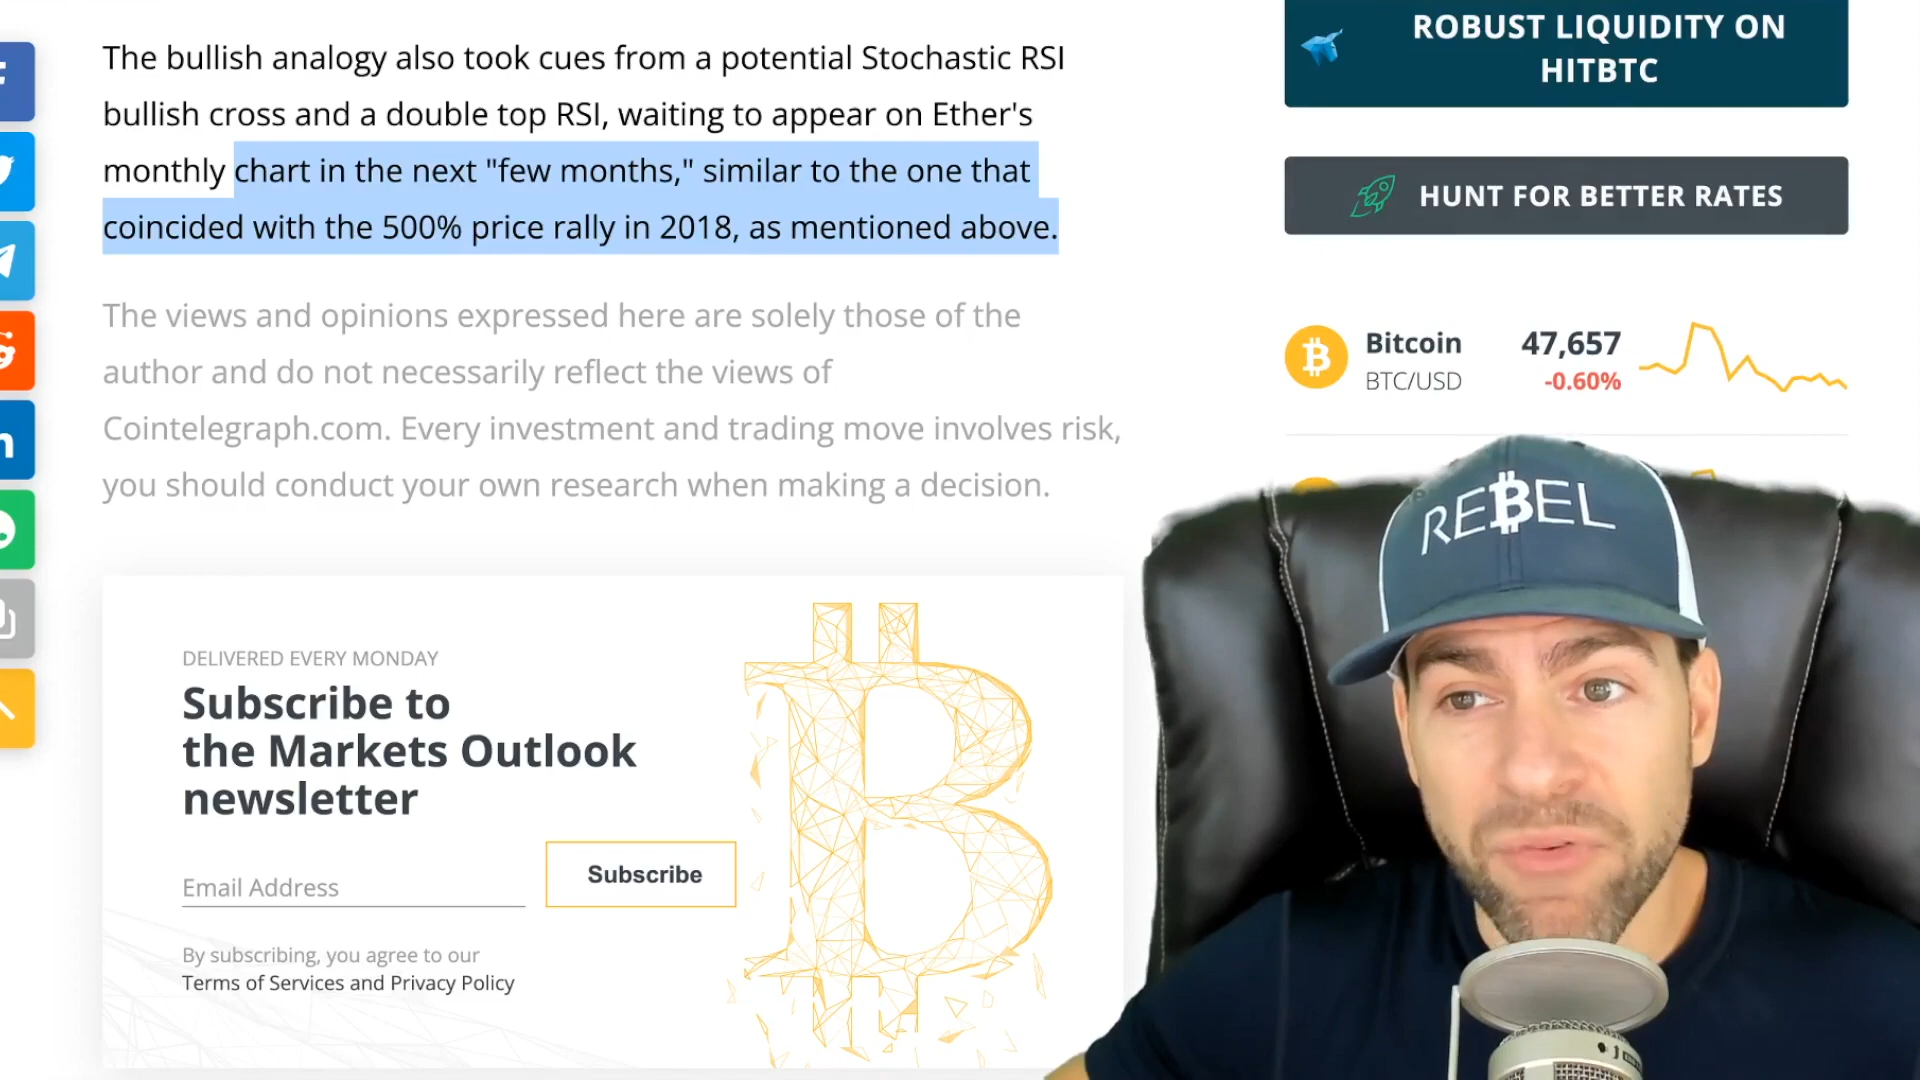 The bullish analogy also took cues from a potential Stochastic RSI
bullish cross and a double top RSI, waiting to appear on Ether's
monthly chart in the next "few months," similar to the one that
coincided with the 500% price rally in 2018, as mentioned above.
The views and opinions expressed here are solely those of the
author and do not necessarily reflect the views of
Cointelegraph.com. Every investment and trading move involves risk,
you should conduct your own research when making a decision.
DELIVERED EVERY MONDAY
Subscribe to
the Markets Outlook
newsletter
Email Address
Subscribe
By subscribing, you agree to our
Terms of Services and Privacy Policy
ROBUST LIQUIDITY ON
HITBTC
HUNT FOR BETTER RATES
Bitcoin 47,657
BTC/USD -0.60%
RE₿EL